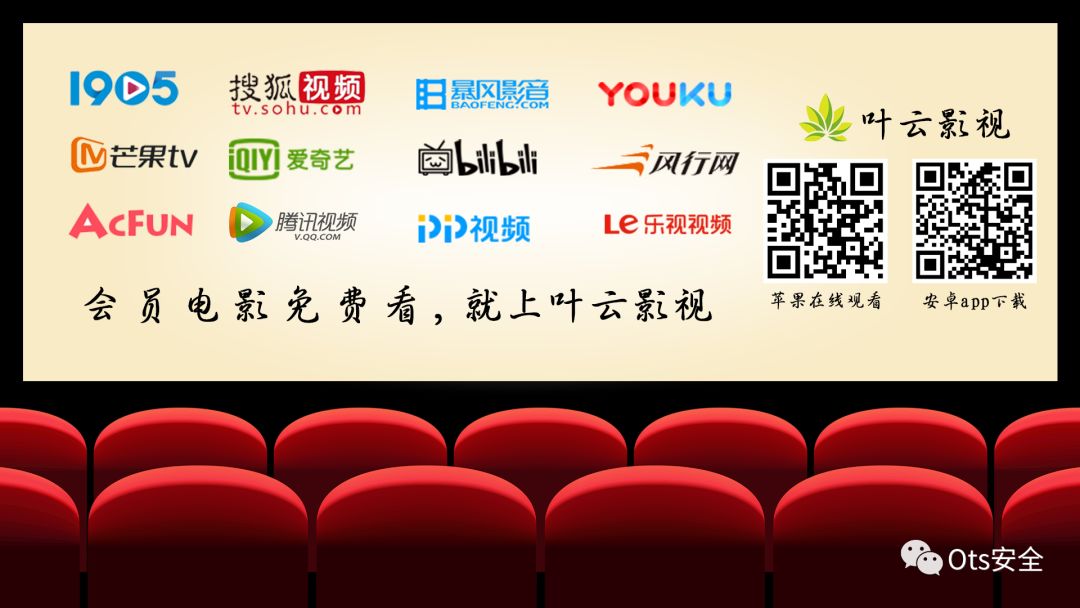 1905
搜狐视频
tv.sohu.com
暴风影音
BAOFENG.COM
YOUKU
叶云影视
芒果tv
iQIYI 爱奇艺
bilibili
风行网
AcFUN
腾讯视频
V.QQ.COM
PP视频
Le 乐视视频
会员电影免费看,就上叶云影视
苹果在线观看
安卓app下载
Ots安全